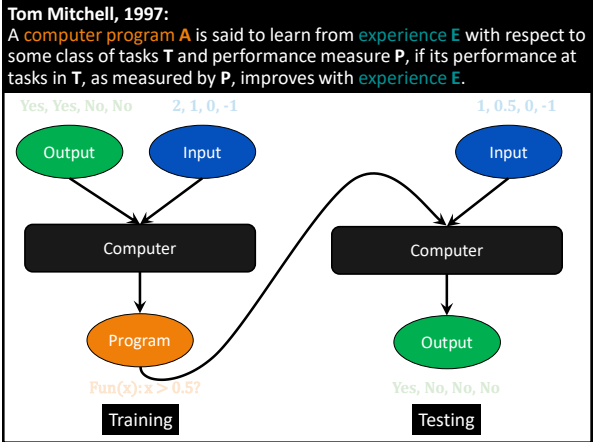 Tom Mitchell, 1997:
A computer program A is said to learn from experience E with respect to
some class of tasks T and performance measure P, if its performance at
tasks in T, as measured by P, improves with experience E.
Yes, Yes, No, No
2, 1, 0, -1
1, 0.5, 0, -1
Output
Input
Input
Computer
Computer
Program
Output
Fun(x): x > 0.5?
Yes, No, No, No
Training
Testing